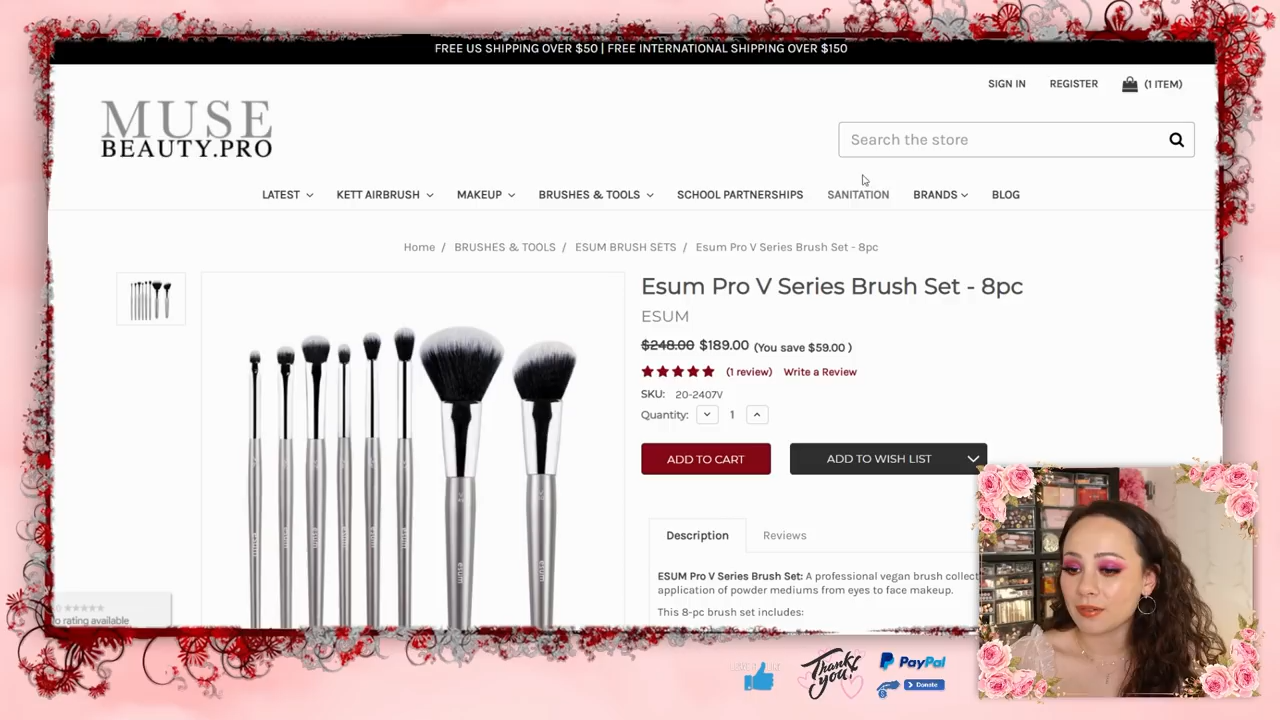 FREE US SHIPPING OVER $50 | FREE INTERNATIONAL SHIPPING OVER $150
SIGN IN REGISTER (1 ITEM)
MUSE
BEAUTY.PRO
Search the store
LATEST KETT AIRBRUSH MAKEUP BRUSHES & TOOLS SCHOOL PARTNERSHIPS SANITATION BRANDS BLOG
Home / BRUSHES & TOOLS / ESUM BRUSH SETS / Esum Pro V Series Brush Set - 8pc
Esum Pro V Series Brush Set - 8pc
ESUM
$248.00 $189.00 (You save $59.00 )
(1 review) Write a Review
SKU: 20-2407V
Quantity: 1
ADD TO CART ADD TO WISH LIST
Description Reviews
ESUM Pro V Series Brush Set: A professional vegan brush collect
application of powder mediums from eyes to face makeup.
This 8-pc brush set includes:
esum
esum
rating available
Thank you!
PayPal
Donate